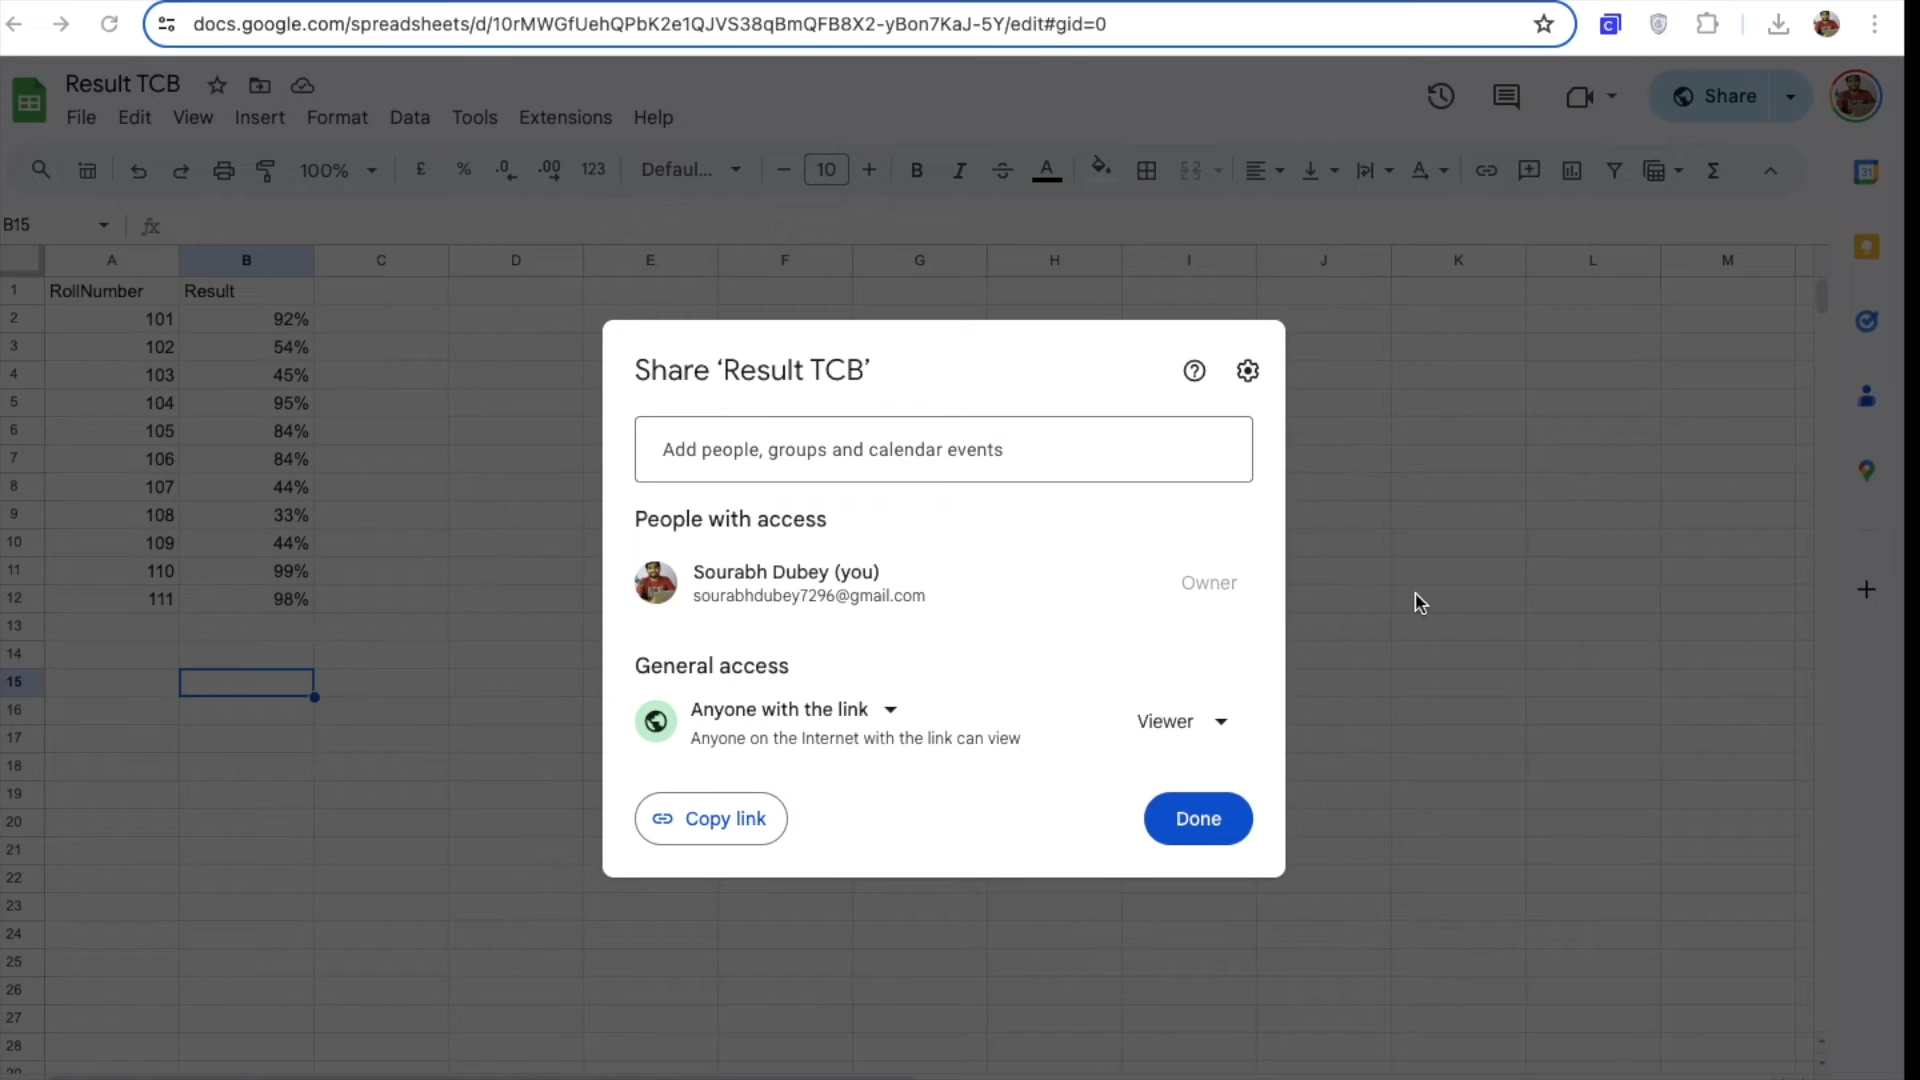 docs.google.com/spreadsheets/d/10rMWGfUehQPbK2e1QJVS38qBmQFB8X2-yBon7KaJ-5Y/edit#gid=0
Result TCB
Share
File Edit View Insert Format Data Tools Extensions Help
100% £ % .0 .00 123 Defaul... 10 B I S A Σ
31
B15 fx
A B C D E F G H I J K L M
1 RollNumber Result
2 101 92%
3 102 54%
4 103 45%
5 104 95%
6 105 84%
7 106 84%
8 107 44%
9 108 33%
10 109 44%
11 110 99%
12 111 98%
13
14
15
16
17
18
19
20
21
22
23
24
25
26
27
28
Share ‘Result TCB’
Add people, groups and calendar events
People with access
Sourabh Dubey (you)
sourabhdubey7296@gmail.com
Owner
General access
Anyone with the link
Anyone on the Internet with the link can view
Viewer
Copy link
Done